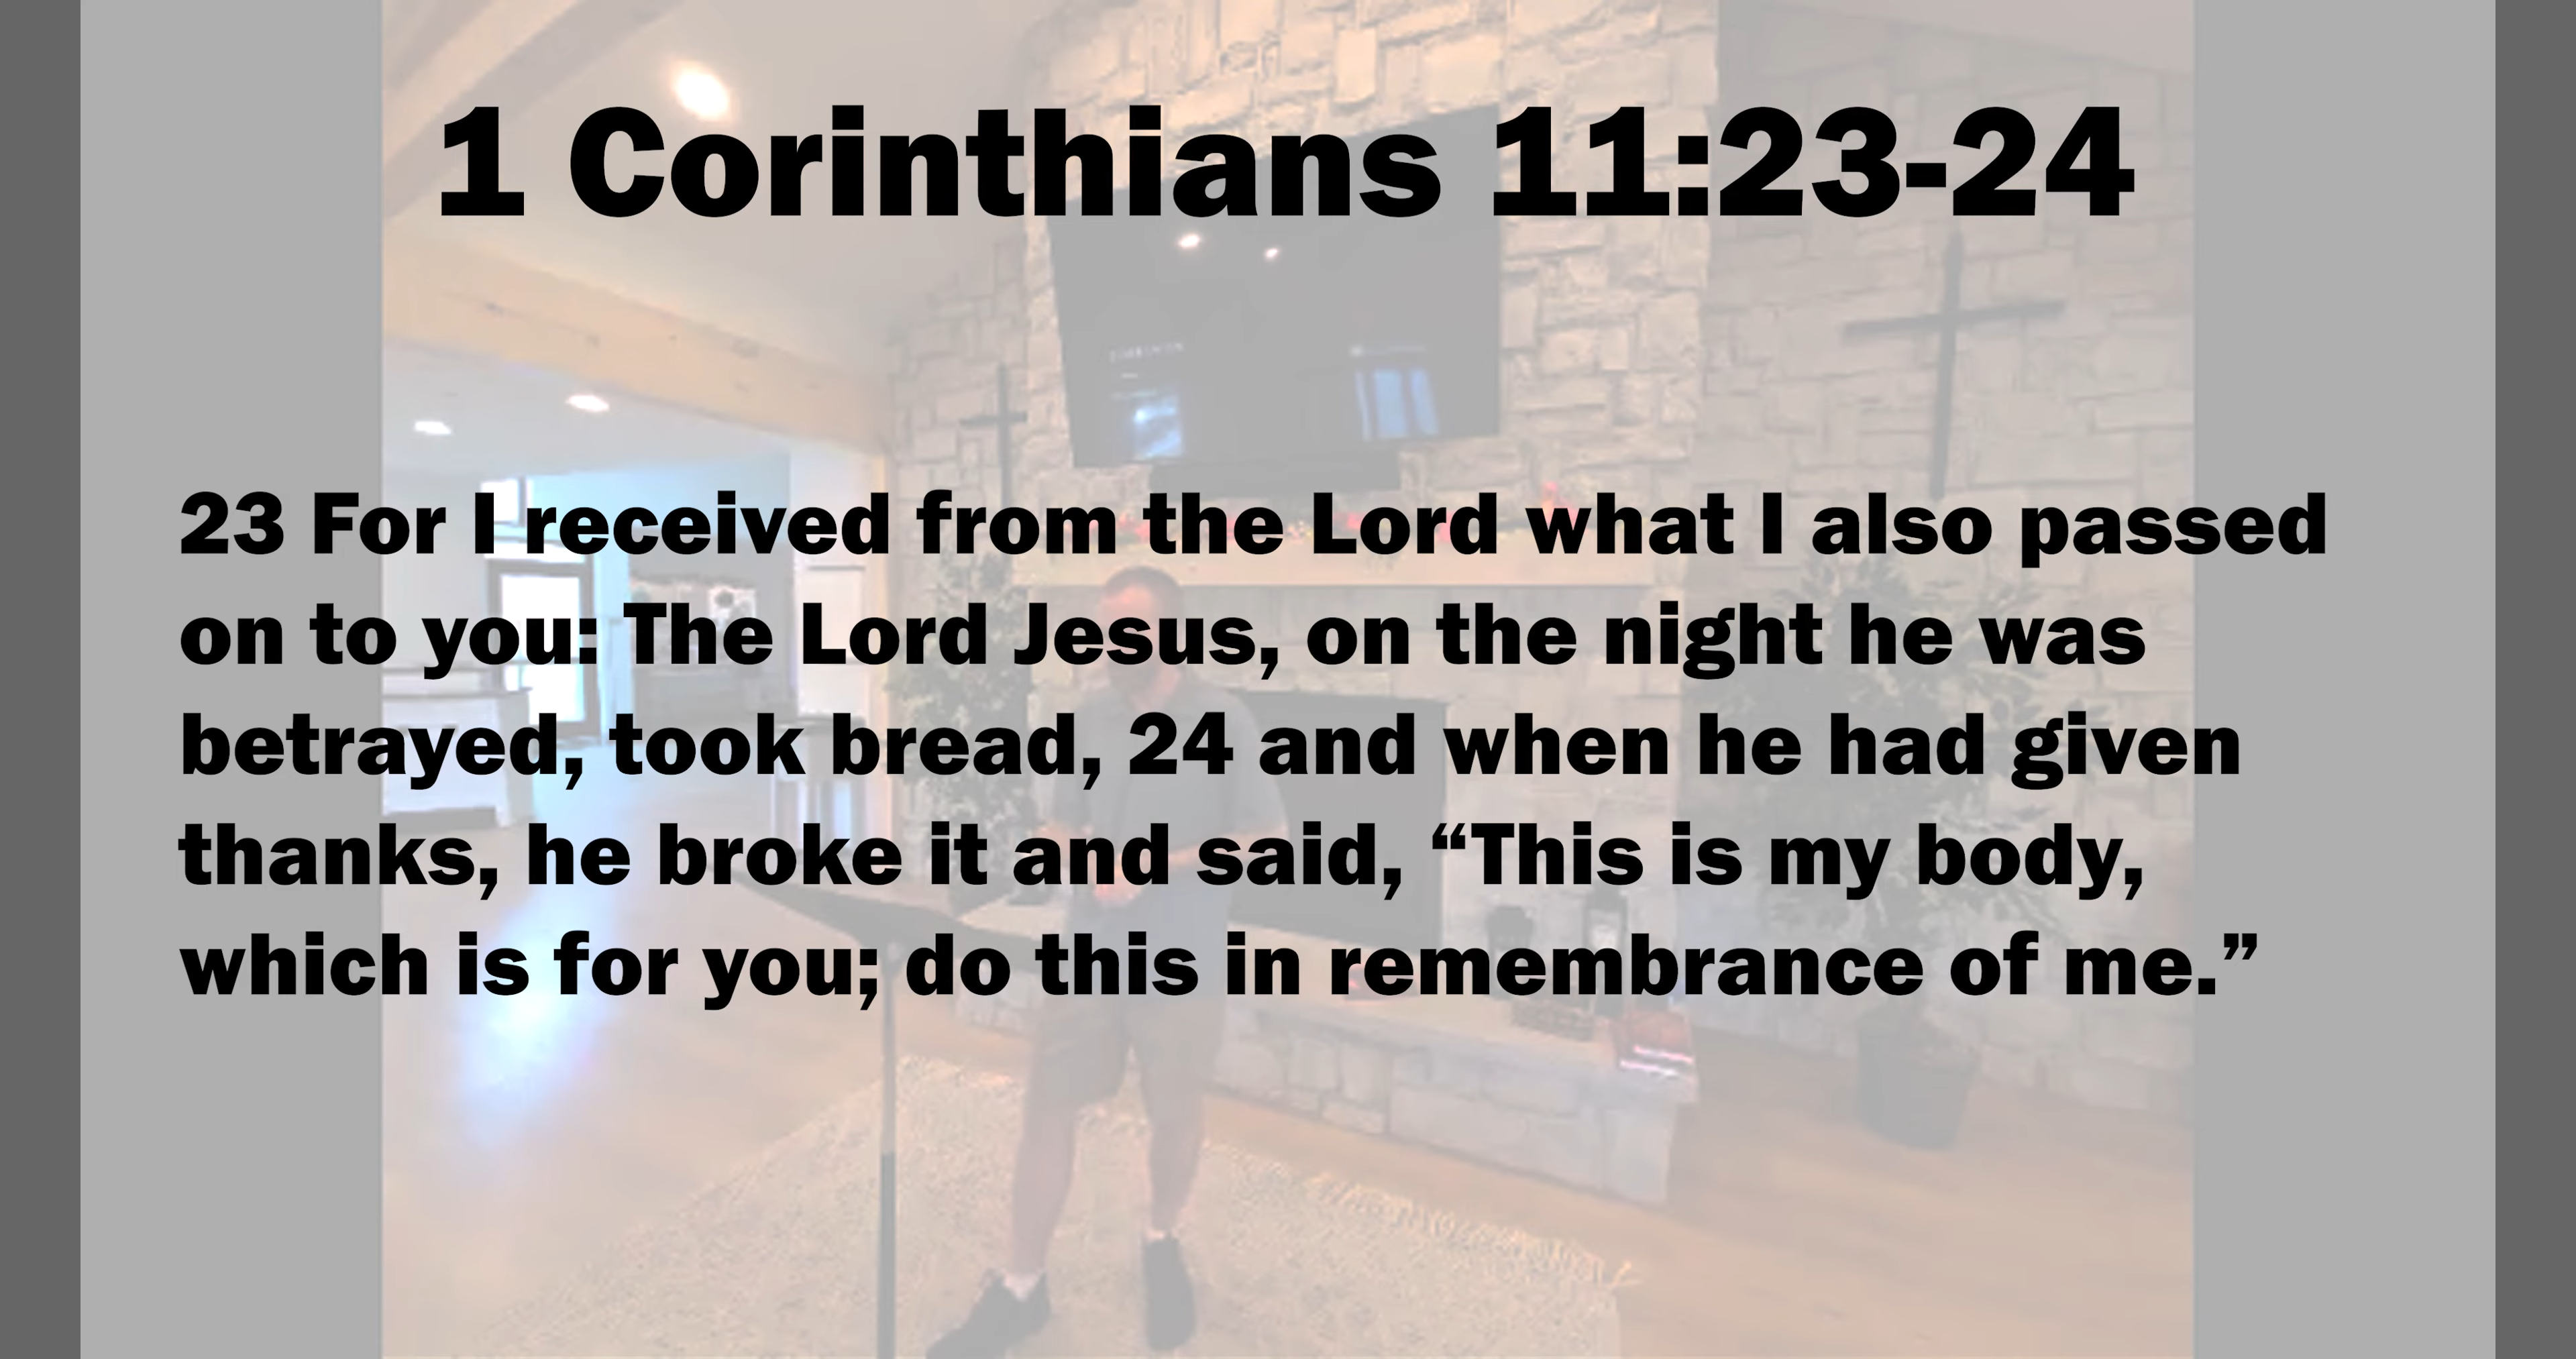 1 Corinthians 11:23-24
23 For I received from the Lord what I also passed
on to you: The Lord Jesus, on the night he was
betrayed, took bread, 24 and when he had given
thanks, he broke it and said, “This is my body,
which is for you; do this in remembrance of me.”